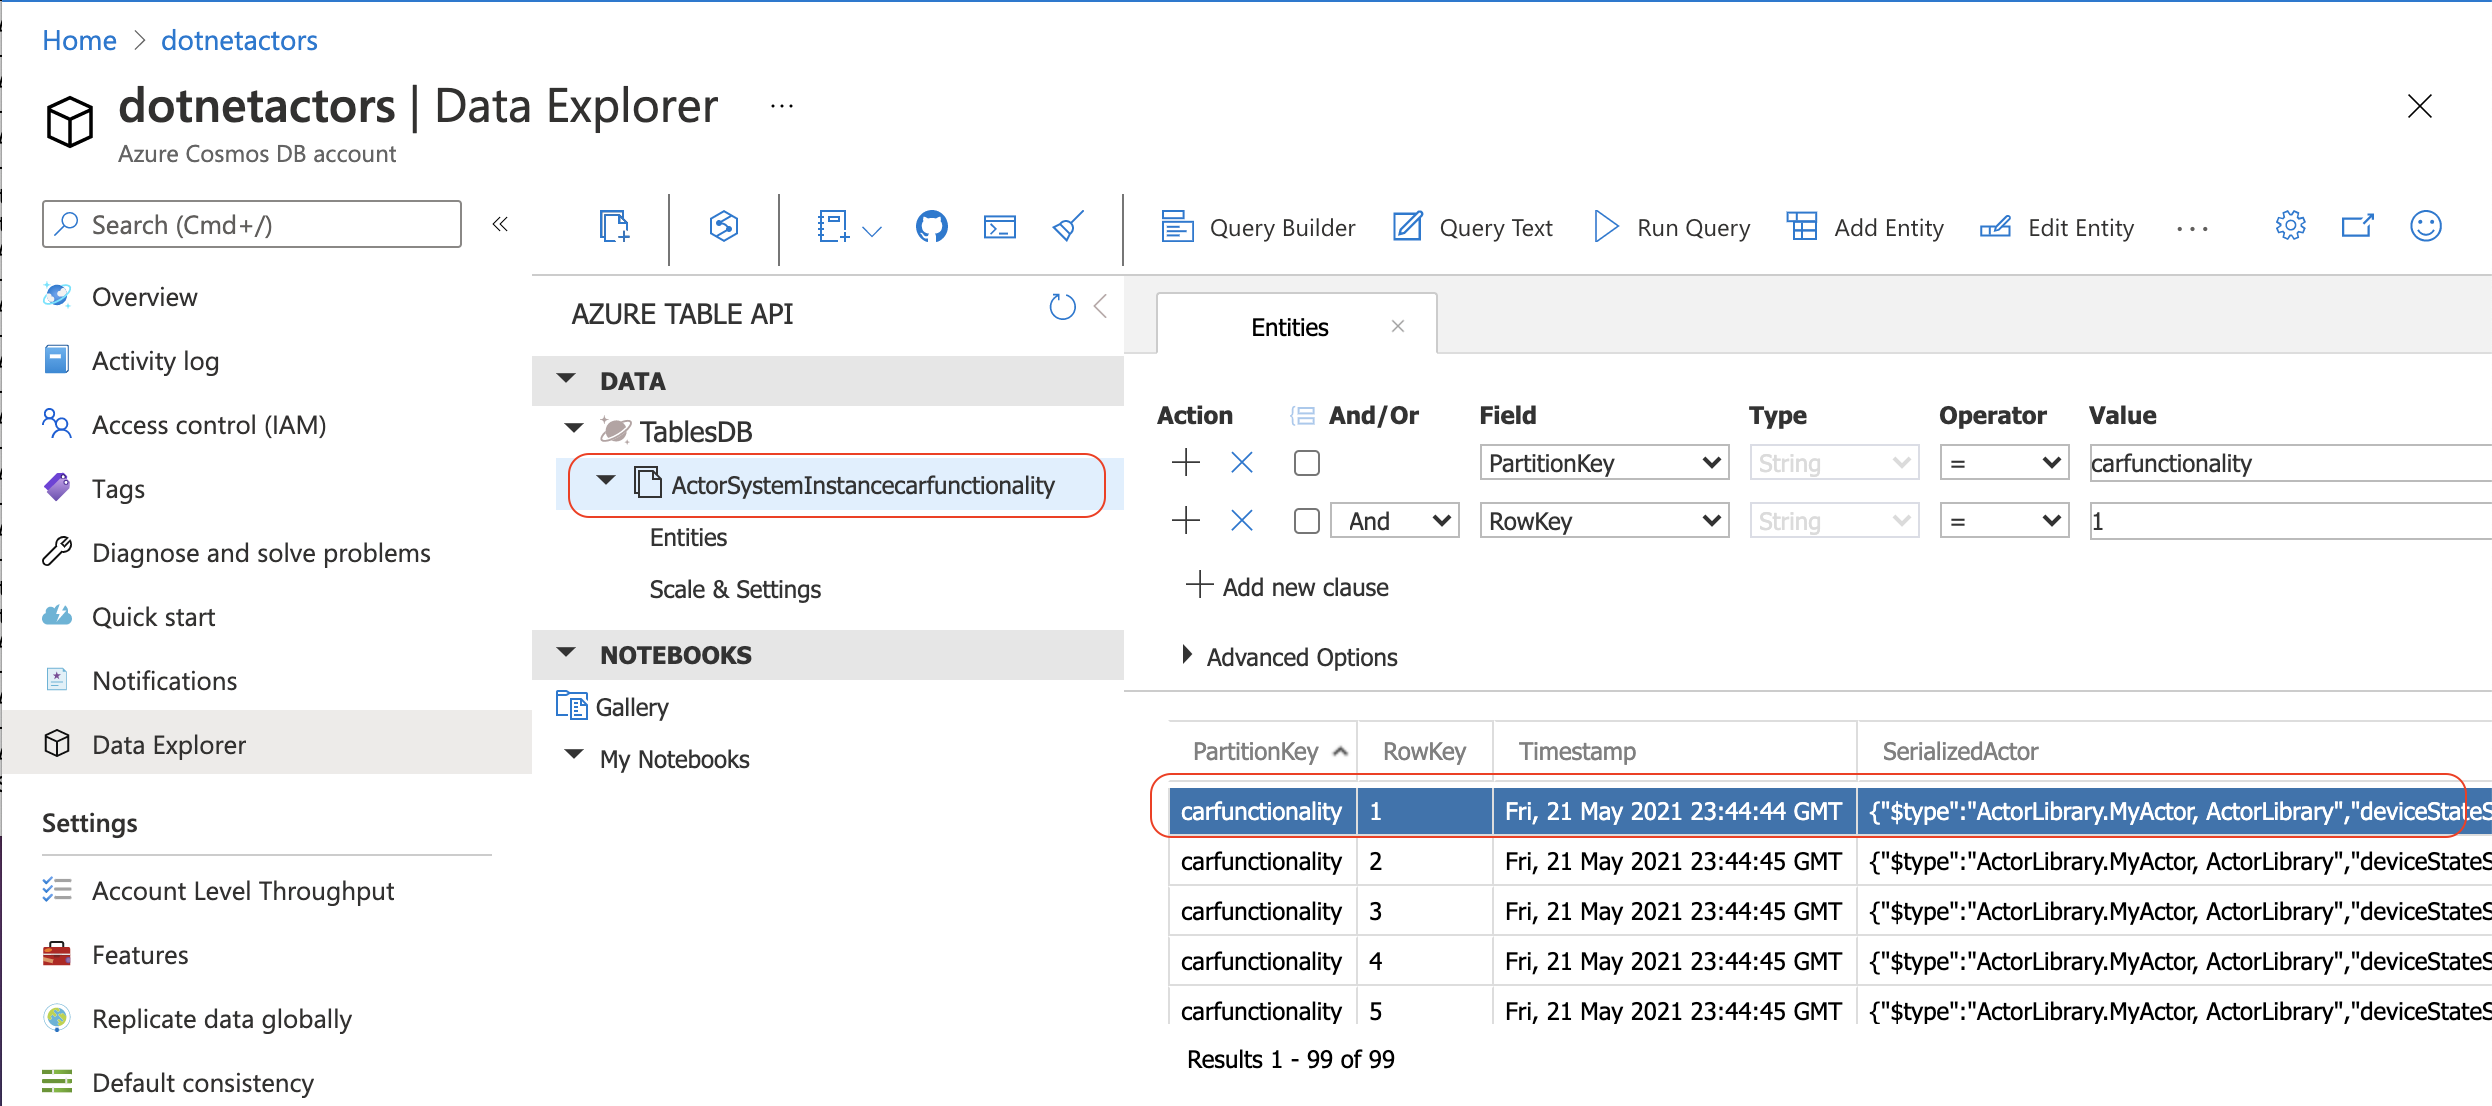 Home > dotnetactors
dotnetactors | Data Explorer ...
Azure Cosmos DB account
Search (Cmd+/) «
Overview
Activity log
Access control (IAM)
Tags
Diagnose and solve problems
Quick start
Notifications
Data Explorer
Settings
Account Level Throughput
Features
Replicate data globally
Default consistency
Query Builder Query Text Run Query Add Entity Edit Entity ...
AZURE TABLE API
DATA
TablesDB
ActorSystemInstancecarfunctionality
Entities
Scale & Settings
NOTEBOOKS
Gallery
My Notebooks
Entities
Action And/Or Field Type Operator Value
PartitionKey String = carfunctionality
And RowKey String = 1
Add new clause
Advanced Options
PartitionKey RowKey Timestamp SerializedActor
carfunctionality 1 Fri, 21 May 2021 23:44:44 GMT {"$type":"ActorLibrary.MyActor, ActorLibrary","deviceStateS
carfunctionality 2 Fri, 21 May 2021 23:44:45 GMT {"$type":"ActorLibrary.MyActor, ActorLibrary","deviceStateS
carfunctionality 3 Fri, 21 May 2021 23:44:45 GMT {"$type":"ActorLibrary.MyActor, ActorLibrary","deviceStateS
carfunctionality 4 Fri, 21 May 2021 23:44:45 GMT {"$type":"ActorLibrary.MyActor, ActorLibrary","deviceStateS
carfunctionality 5 Fri, 21 May 2021 23:44:45 GMT {"$type":"ActorLibrary.MyActor, ActorLibrary","deviceStateS
Results 1 - 99 of 99